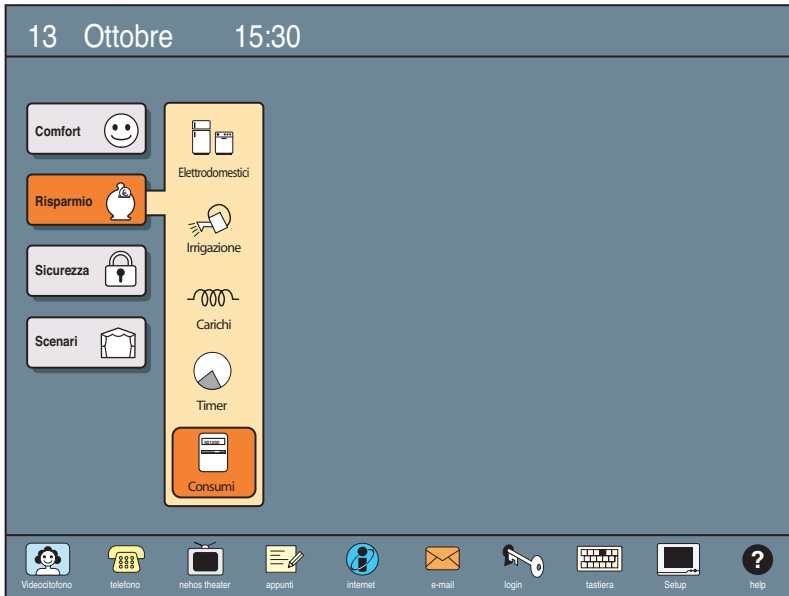 13 Ottobre 15:30
Comfort
Risparmio
Sicurezza
Scenari
Elettrodomestici
Irrigazione
Carichi
Timer
Consumi
Videocitofono telefono nehos theater appunti internet e-mail login tastiera Setup help